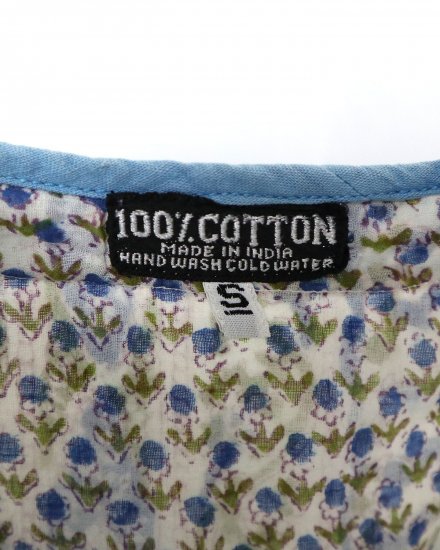 100% COTTON
MADE IN INDIA
HAND WASH COLD WATER
S